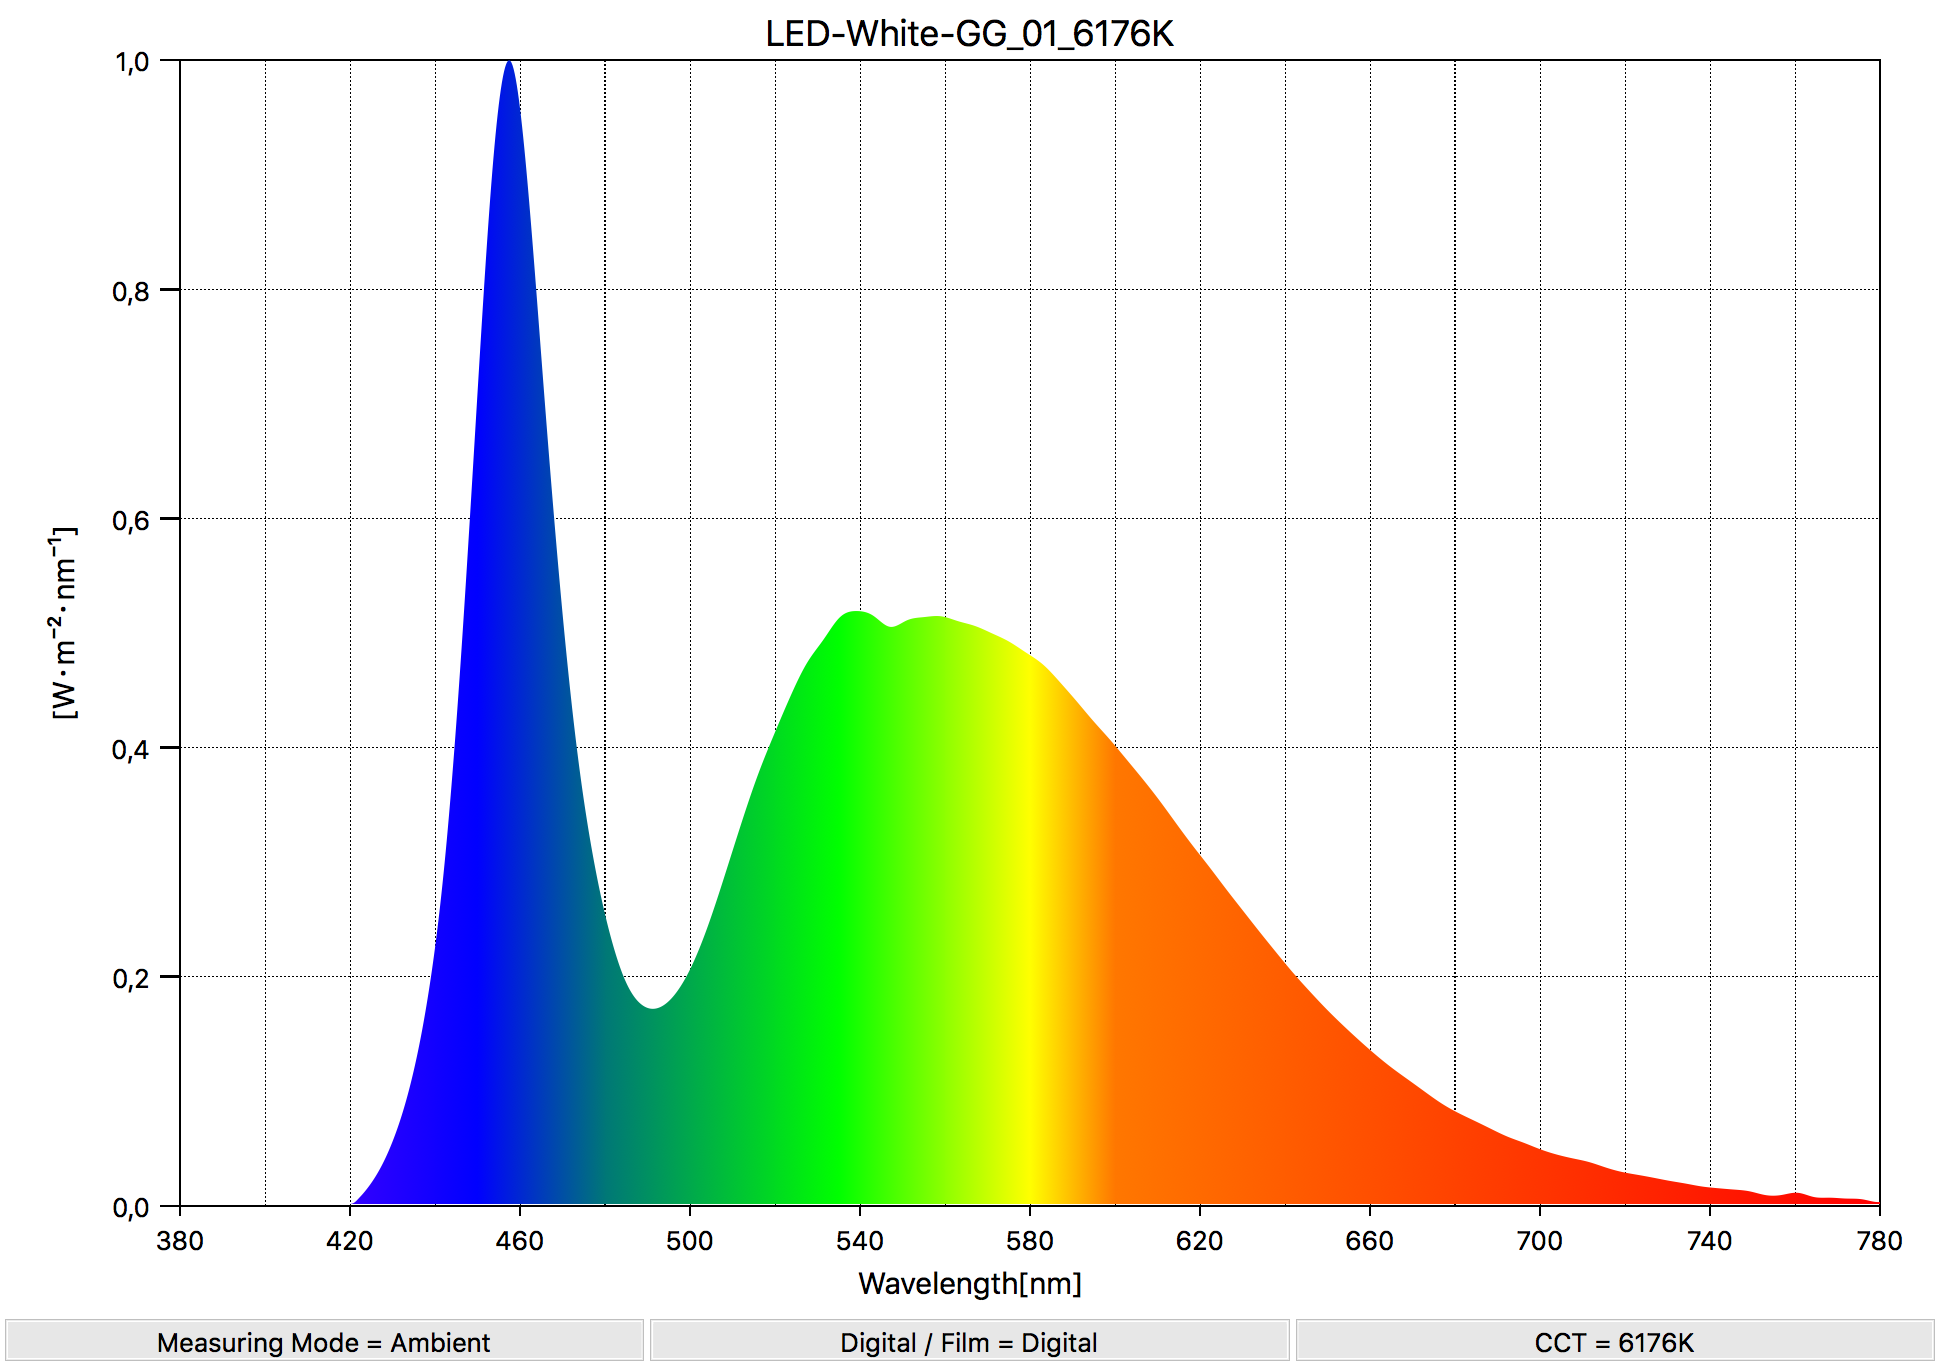 LED-White-GG_01_6176K
1,0
0,8
0,6
0,4
0,2
0,0
[W·m⁻²·nm⁻¹]
380 420 460 500 540 580 620 660 700 740 780
Wavelength[nm]
Measuring Mode = Ambient
Digital / Film = Digital
CCT = 6176K